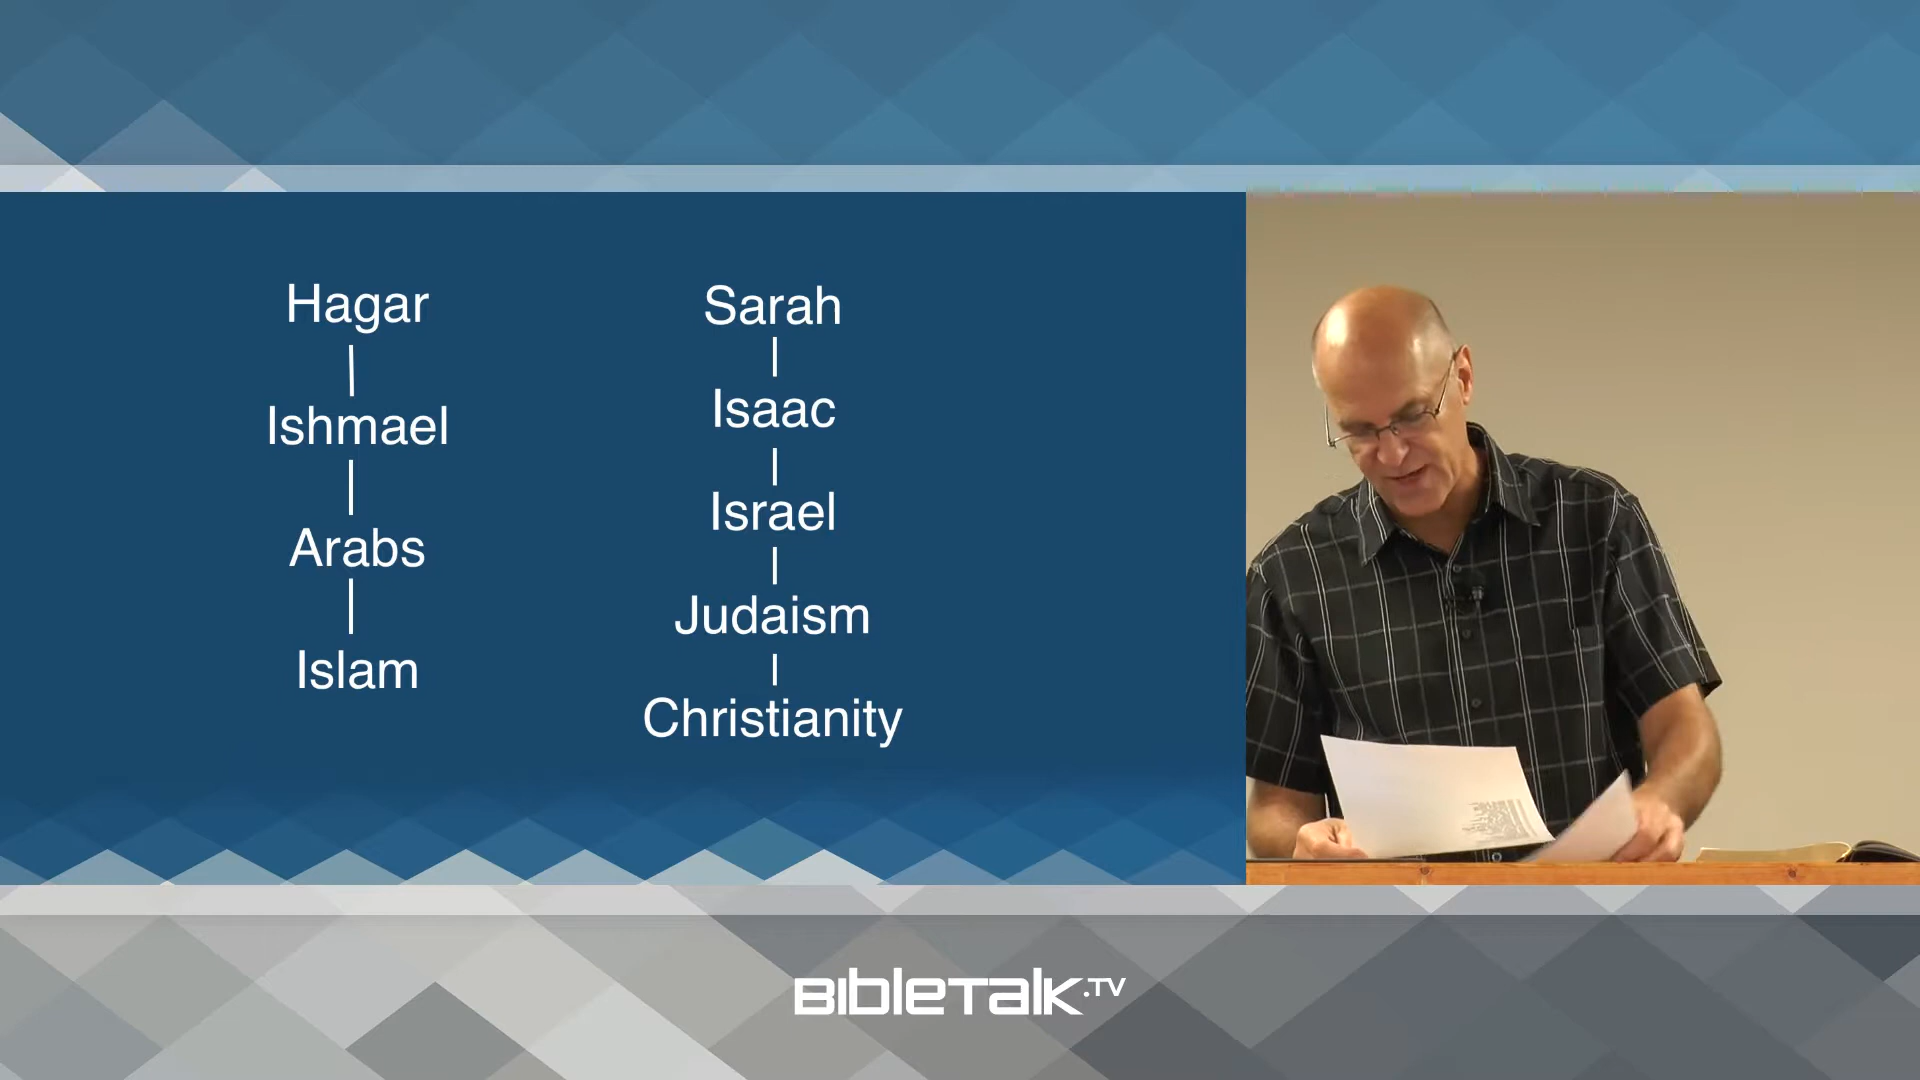 Hagar
Ishmael
Arabs
Islam
Sarah
Isaac
Israel
Judaism
Christianity
BIBLETALK.TV